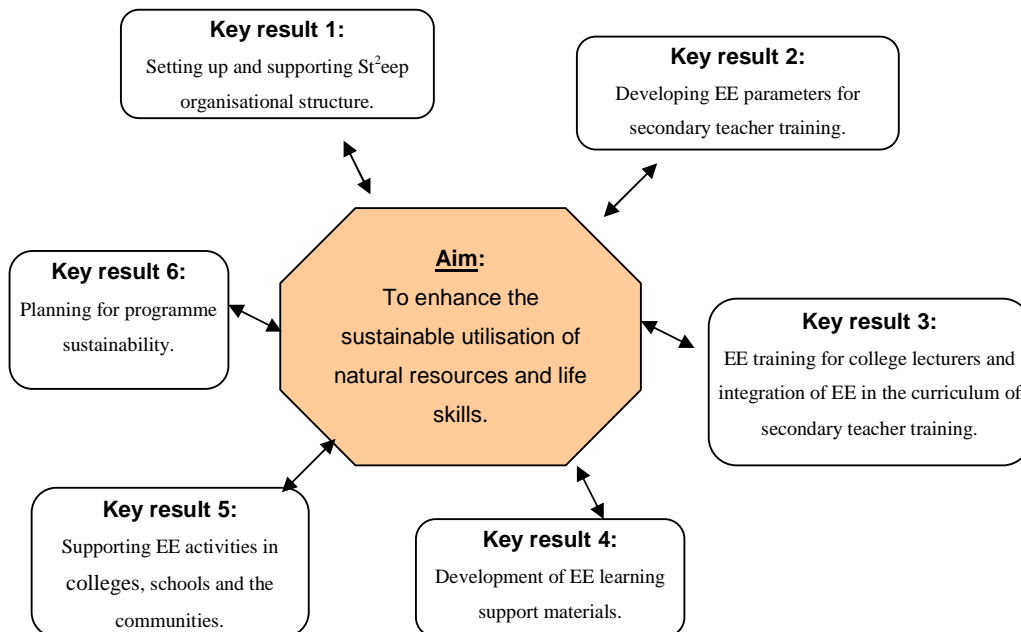 Key result 1:
Setting up and supporting St²eep
organisational structure.
Key result 2:
Developing EE parameters for
secondary teacher training.
Aim:
To enhance the
sustainable utilisation of
natural resources and life
skills.
Key result 6:
Planning for programme
sustainability.
Key result 3:
EE training for college lecturers and
integration of EE in the curriculum of
secondary teacher training.
Key result 5:
Supporting EE activities in
colleges, schools and the
communities.
Key result 4:
Development of EE learning
support materials.